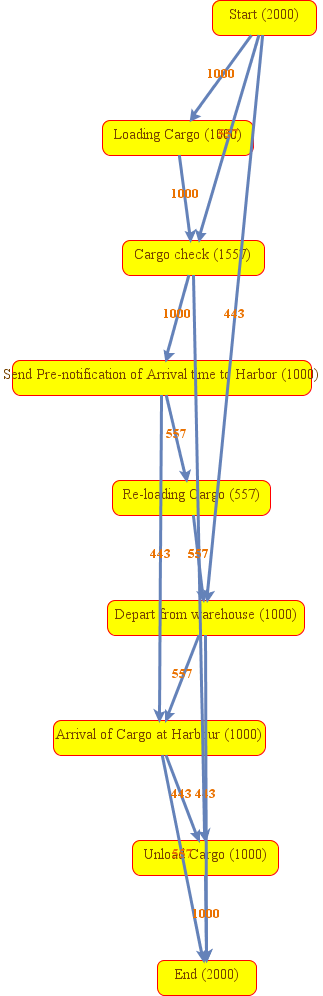 Start (2000)
1000
Loading Cargo (1000)
557
1000
Cargo check (1557)
1000
443
Send Pre-notification of Arrival time to Harbor (1000)
557
Re-loading Cargo (557)
443
557
Depart from warehouse (1000)
557
Arrival of Cargo at Harbour (1000)
443
443
Unload Cargo (1000)
557
1000
End (2000)